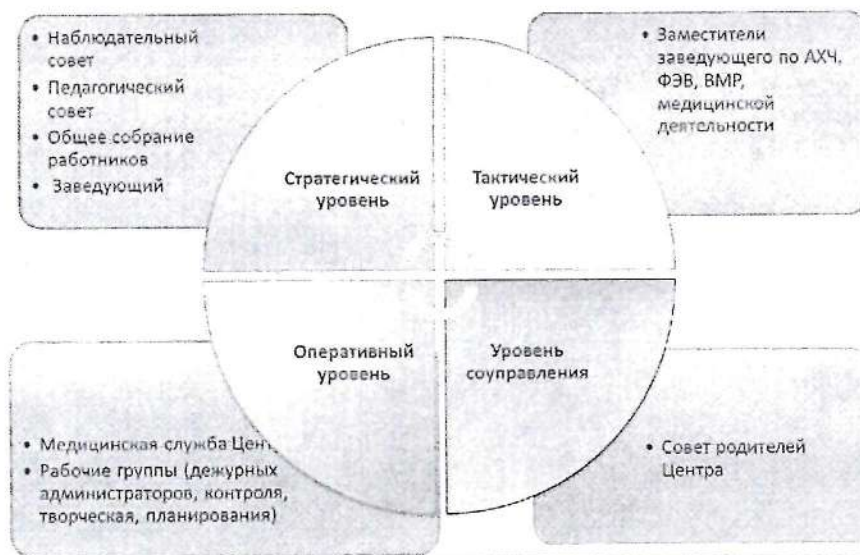 • Наблюдательный
совет
• Педагогический
совет
• Общее собрание
работников
• Заведующий
• Заместители
заведующего по АХЧ,
ФЭВ, ВМР,
медицинской
деятельности
Стратегический
уровень
Тактический
уровень
Оперативный
уровень
Уровень
соуправления
• Медицинская служба
• Рабочие группы (дежурных
администраторов, контроля,
творческая, планирования)
• Совет родителей
Центра